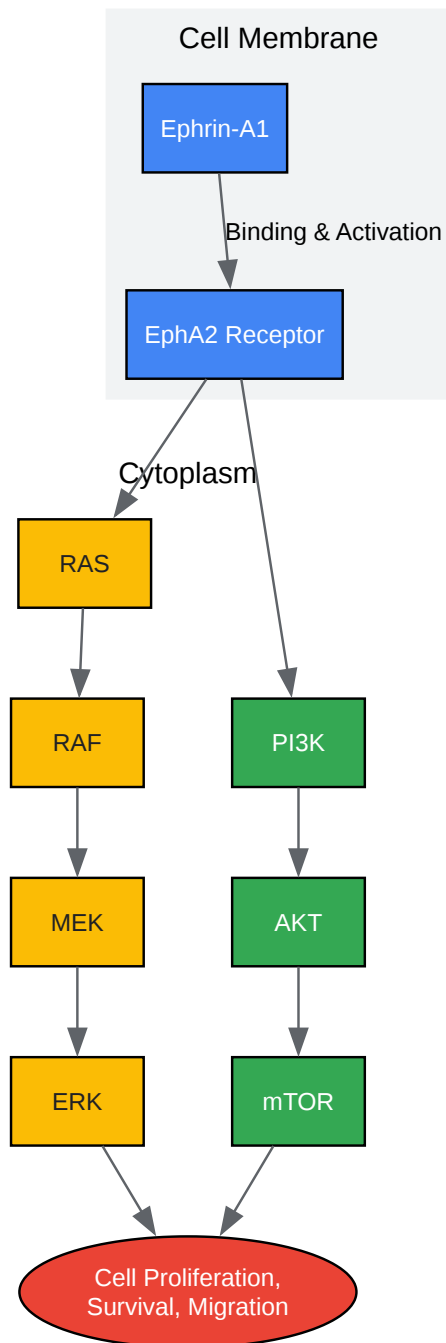 Cell Membrane
Ephrin-A1
Binding & Activation
EphA2 Receptor
Cytoplasm
RAS
RAF
PI3K
MEK
AKT
ERK
mTOR
Cell Proliferation,
Survival, Migration